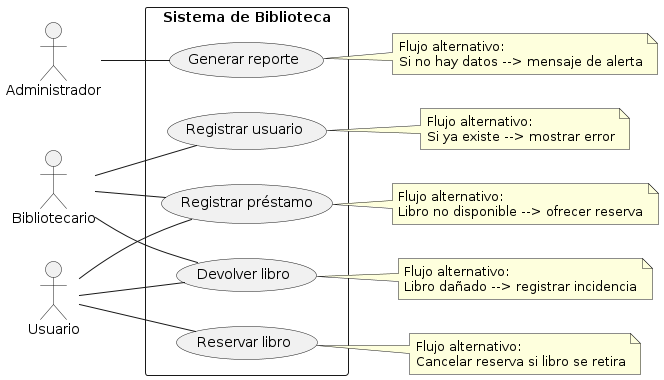 Sistema de Biblioteca
Administrador
Generar reporte
Flujo alternativo:
Si no hay datos --> mensaje de alerta
Registrar usuario
Flujo alternativo:
Si ya existe --> mostrar error
Bibliotecario
Registrar préstamo
Flujo alternativo:
Libro no disponible --> ofrecer reserva
Devolver libro
Flujo alternativo:
Libro dañado --> registrar incidencia
Usuario
Reservar libro
Flujo alternativo:
Cancelar reserva si libro se retira